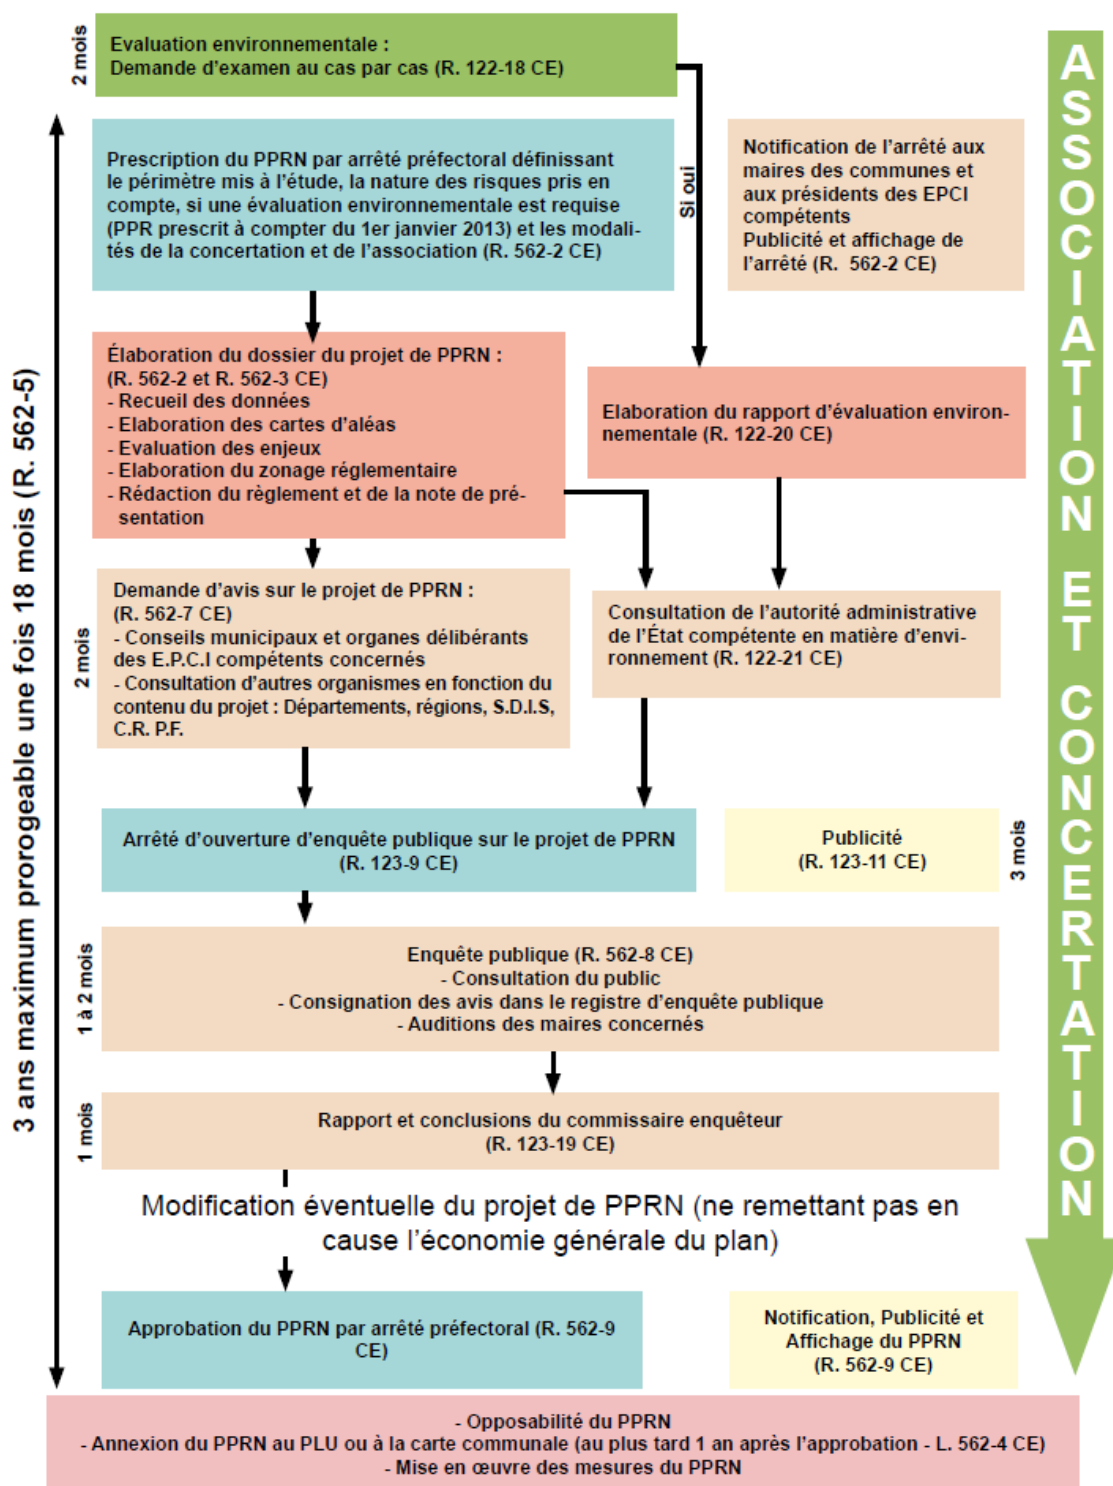 2 mois
Evaluation environnementale :
Demande d'examen au cas par cas (R. 122-18 CE)
3 ans maximum prorogeable une fois 18 mois (R. 562-5)
Prescription du PPRN par arrêté préfectoral définissant
le périmètre mis à l'étude, la nature des risques pris en
compte, si une évaluation environnementale est requise
(PPR prescrit à compter du 1er janvier 2013) et les modali-
tés de la concertation et de l'association (R. 562-2 CE)
Si oui
Notification de l'arrêté aux
maires des communes et
aux présidents des EPCI
compétents
Publicité et affichage de
l'arrêté (R. 562-2 CE)
Élaboration du dossier du projet de PPRN :
(R. 562-2 et R. 562-3 CE)
- Recueil des données
- Elaboration des cartes d'aléas
- Evaluation des enjeux
- Elaboration du zonage réglementaire
- Rédaction du règlement et de la note de pré-
sentation
Elaboration du rapport d'évaluation environ-
nementale (R. 122-20 CE)
2 mois
Demande d'avis sur le projet de PPRN :
(R. 562-7 CE)
- Conseils municipaux et organes délibérants
des E.P.C.I compétents concernés
- Consultation d'autres organismes en fonction du
contenu du projet : Départements, régions, S.D.I.S,
C.R. P.F.
Consultation de l'autorité administrative
de l'État compétente en matière d'envi-
ronnement (R. 122-21 CE)
Arrêté d'ouverture d'enquête publique sur le projet de PPRN
(R. 123-9 CE)
Publicité
(R. 123-11 CE)
3 mois
1 à 2 mois
Enquête publique (R. 562-8 CE)
- Consultation du public
- Consignation des avis dans le registre d'enquête publique
- Auditions des maires concernés
1 mois
Rapport et conclusions du commissaire enquêteur
(R. 123-19 CE)
Modification éventuelle du projet de PPRN (ne remettant pas en
cause l'économie générale du plan)
Approbation du PPRN par arrêté préfectoral (R. 562-9
CE)
Notification, Publicité et
Affichage du PPRN
(R. 562-9 CE)
- Opposabilité du PPRN
- Annexion du PPRN au PLU ou à la carte communale (au plus tard 1 an après l'approbation - L. 562-4 CE)
- Mise en œuvre des mesures du PPRN
ASSOCIATION ET CONCERTATION